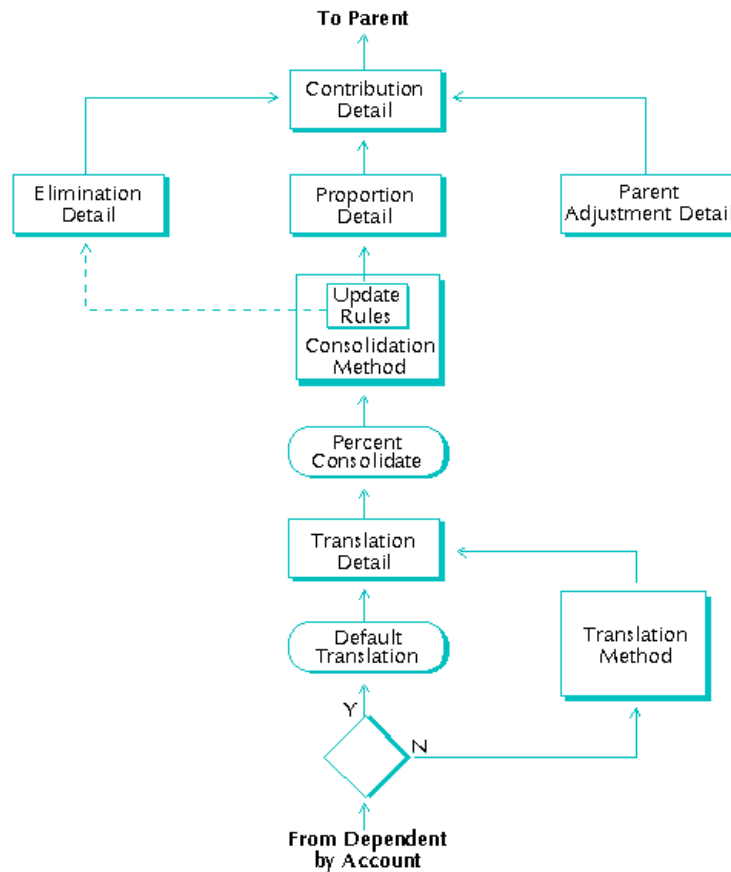 To Parent
Contribution
Detail
Elimination
Detail
Proportion
Detail
Parent
Adjustment Detail
Update
Rules
Consolidation
Method
Percent
Consolidate
Translation
Detail
Default
Translation
Translation
Method
Y
N
From Dependent
by Account